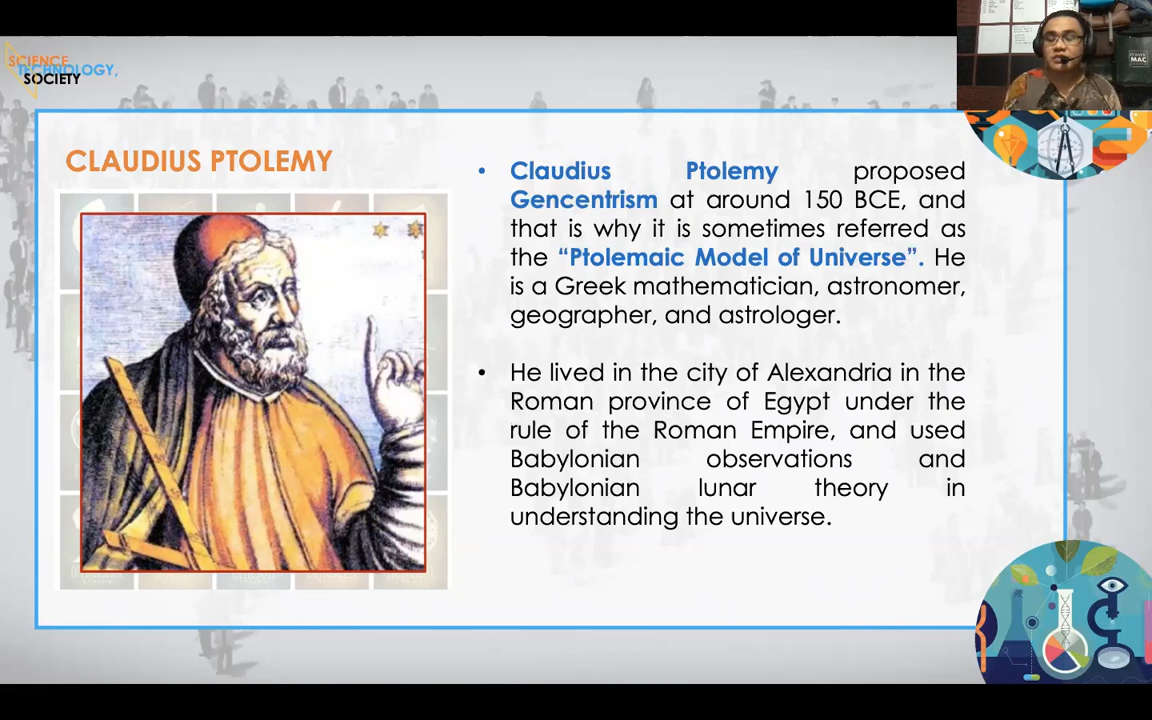 SCIENCE,
TECHNOLOGY,
SOCIETY
MAC
CLAUDIUS PTOLEMY
• Claudius Ptolemy proposed
Gencentrism at around 150 BCE, and
that is why it is sometimes referred as
the “Ptolemaic Model of Universe”. He
is a Greek mathematician, astronomer,
geographer, and astrologer.
• He lived in the city of Alexandria in the
Roman province of Egypt under the
rule of the Roman Empire, and used
Babylonian observations and
Babylonian lunar theory in
understanding the universe.